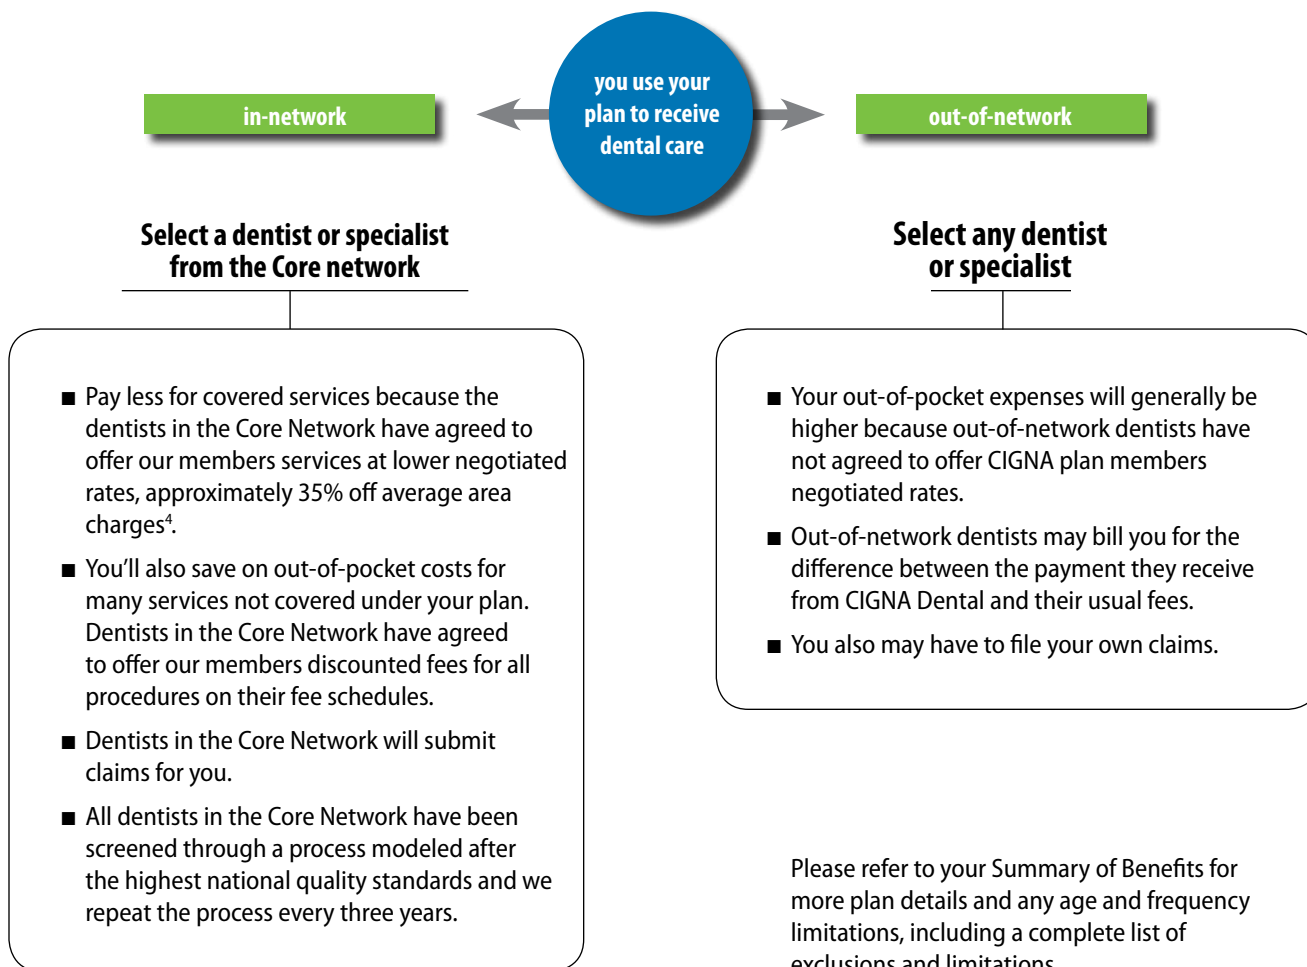 you use your
plan to receive
dental care
in-network
out-of-network
Select a dentist or specialist
from the Core network
■ Pay less for covered services because the
dentists in the Core Network have agreed to
offer our members services at lower negotiated
rates, approximately 35% off average area
charges⁴.
■ You’ll also save on out-of-pocket costs for
many services not covered under your plan.
Dentists in the Core Network have agreed
to offer our members discounted fees for all
procedures on their fee schedules.
■ Dentists in the Core Network will submit
claims for you.
■ All dentists in the Core Network have been
screened through a process modeled after
the highest national quality standards and we
repeat the process every three years.
Select any dentist
or specialist
■ Your out-of-pocket expenses will generally be
higher because out-of-network dentists have
not agreed to offer CIGNA plan members
negotiated rates.
■ Out-of-network dentists may bill you for the
difference between the payment they receive
from CIGNA Dental and their usual fees.
■ You also may have to file your own claims.
Please refer to your Summary of Benefits for
more plan details and any age and frequency
limitations, including a complete list of
exclusions and limitations